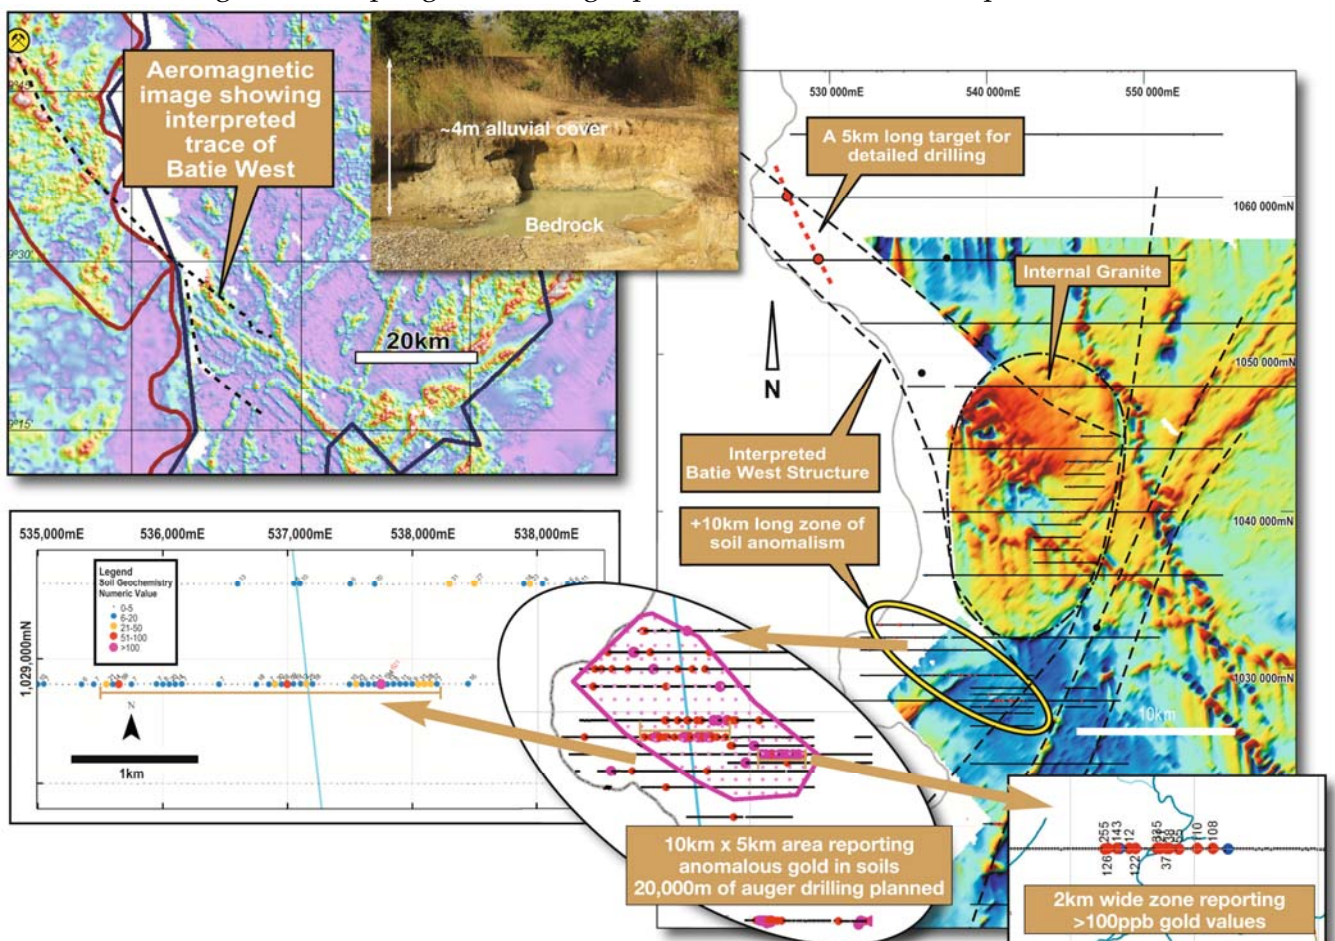 Aeromagnetic
image showing
interpreted
trace of
Batie West
9°30'
9°15'
20km
~4m alluvial cover
Bedrock
530 000mE
540 000mE
550 000mE
A 5km long target for
detailed drilling
1060 000mN
Internal Granite
1050 000mN
N
Interpreted
Batie West Structure
+10km long zone of
soil anomalism
1040 000mN
1030 000mN
10km
535,000mE
536,000mE
537,000mE
538,000mE
538,000mE
Legend
Soil Geochemistry
Numeric Value
0-5
6-20
21-50
51-100
>100
1,029,000mN
N
1km
10km x 5km area reporting
anomalous gold in soils
20,000m of auger drilling planned
255
143
12
110
108
126
122
37
2km wide zone reporting
>100ppb gold values